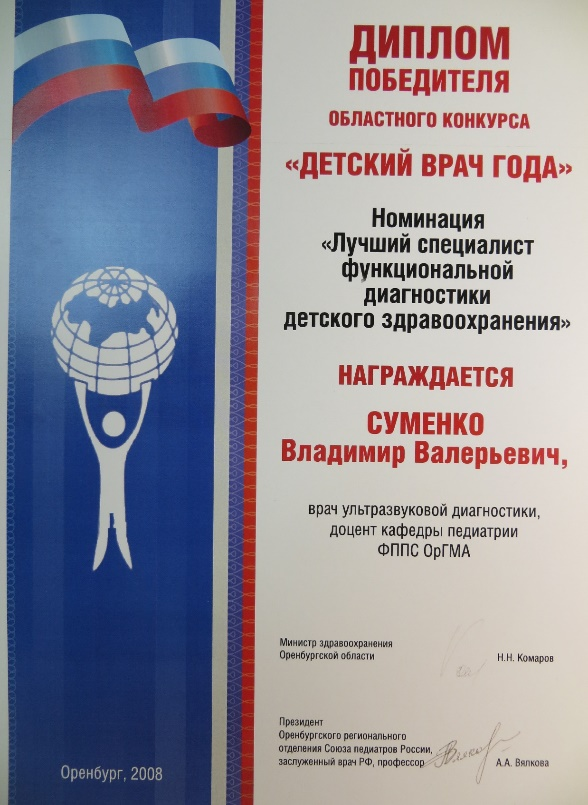 ДИПЛОМ
ПОБЕДИТЕЛЯ
ОБЛАСТНОГО КОНКУРСА
«ДЕТСКИЙ ВРАЧ ГОДА»
Номинация
«Лучший специалист
функциональной
диагностики
детского здравоохранения»
НАГРАЖДАЕТСЯ
СУМЕНКО
Владимир Валерьевич,
врач ультразвуковой диагностики,
доцент кафедры педиатрии
ФППС ОрГМА
Министр здравоохранения
Оренбургской области
Н.Н. Комаров
Президент
Оренбургского регионального
отделения Союза педиатров России,
заслуженный врач РФ, профессор
А.А. Вялкова
Оренбург, 2008